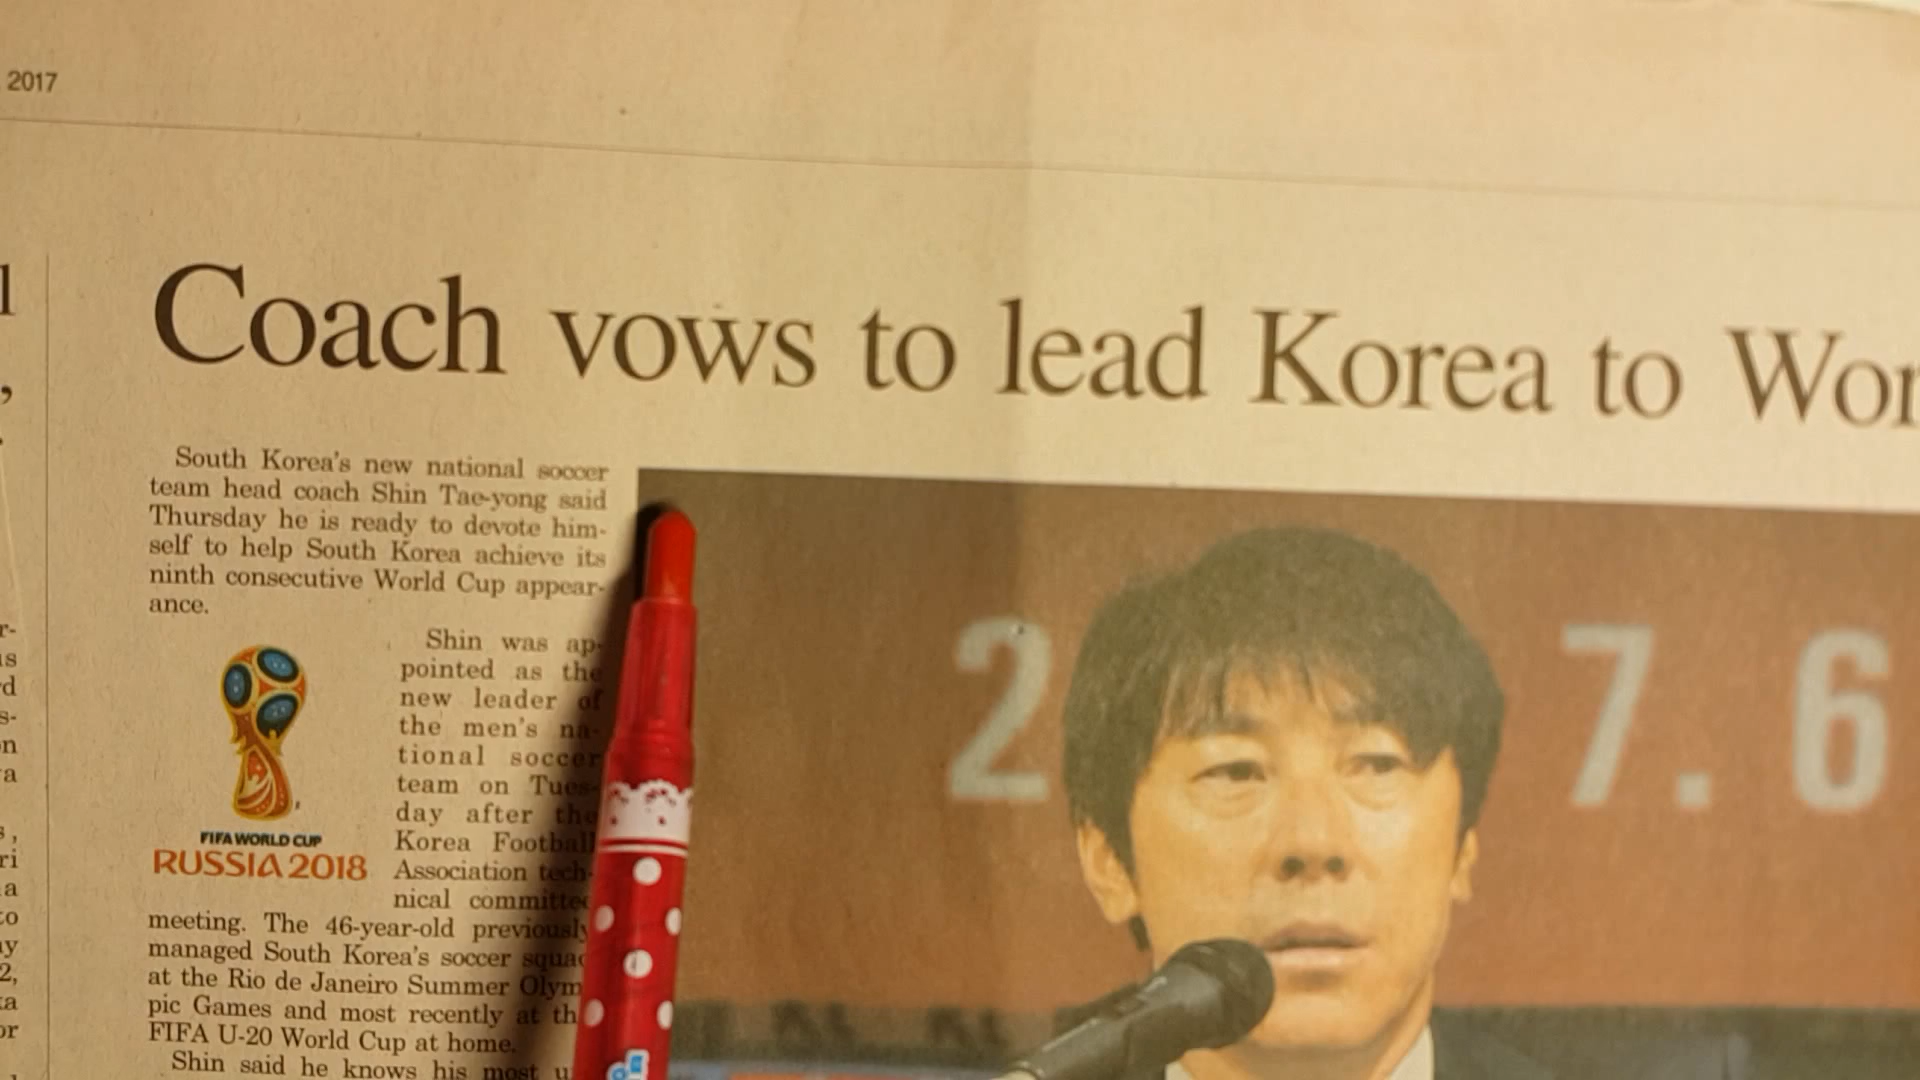 2017
Coach vows to lead Korea to Wor
South Korea's new national soccer
team head coach Shin Tae-yong said
Thursday he is ready to devote him-
self to help South Korea achieve its
ninth consecutive World Cup appear-
ance.
Shin was ap-
pointed as the
new leader of
the men's na-
tional soccer
team on Tues-
day after the
Korea Football
Association tech-
nical committee
meeting. The 46-year-old previously
managed South Korea's soccer squad
at the Rio de Janeiro Summer Olym
pic Games and most recently at th
FIFA U-20 World Cup at home.
Shin said he knows his most u
FIFA WORLD CUP
RUSSIA 2018
2 7. 6